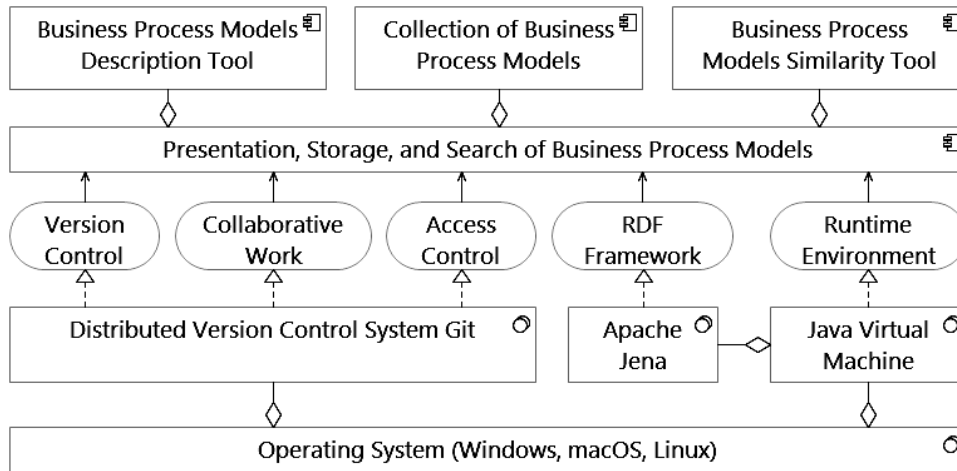 Business Process Models
Description Tool
Collection of Business
Process Models
Business Process
Models Similarity Tool
Presentation, Storage, and Search of Business Process Models
Version
Control
Collaborative
Work
Access
Control
RDF
Framework
Runtime
Environment
Distributed Version Control System Git
Apache
Jena
Java Virtual
Machine
Operating System (Windows, macOS, Linux)